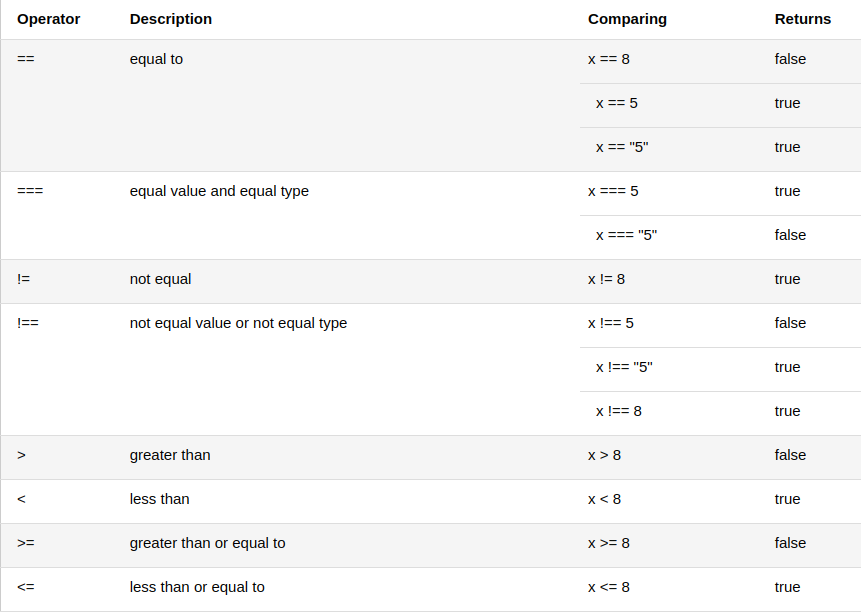 Operator Description Comparing Returns
== equal to x == 8 false
x == 5 true
x == "5" true
=== equal value and equal type x === 5 true
x === "5" false
!= not equal x != 8 true
!== not equal value or not equal type x !== 5 false
x !== "5" true
x !== 8 true
> greater than x > 8 false
< less than x < 8 true
>= greater than or equal to x >= 8 false
<= less than or equal to x <= 8 true